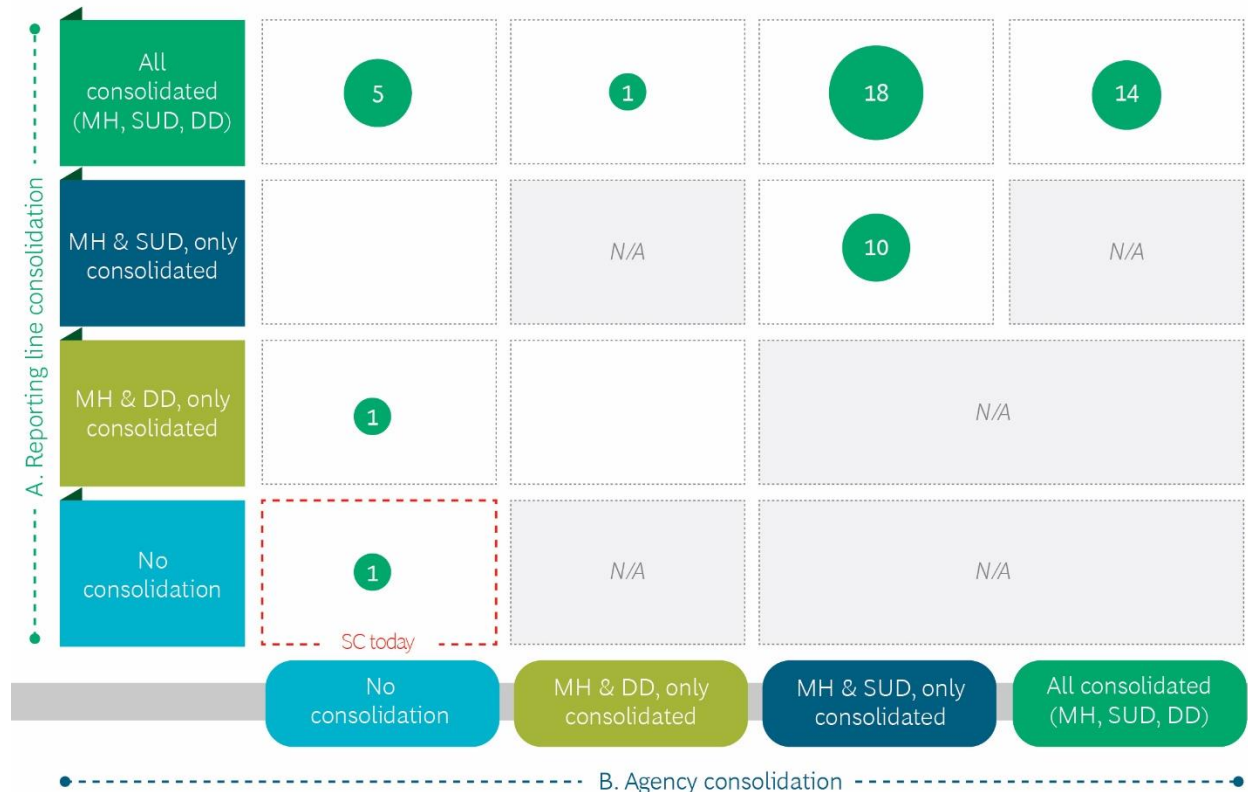 A. Reporting line consolidation
All
consolidated
(MH, SUD, DD)
5
1
18
14
MH & SUD, only
consolidated
N/A
10
N/A
MH & DD, only
consolidated
1
N/A
No
consolidation
1
N/A
N/A
SC today
No
consolidation
MH & DD, only
consolidated
MH & SUD, only
consolidated
All consolidated
(MH, SUD, DD)
B. Agency consolidation